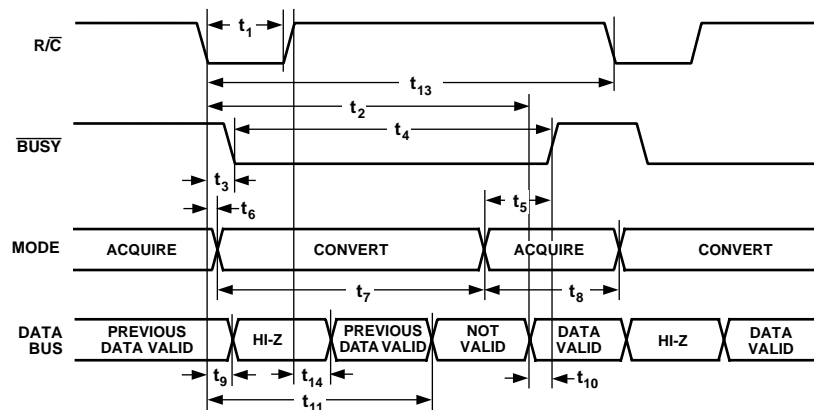 t1
R/C̅
t13
t2
B̅U̅S̅Y̅
t4
t3
t5
t6
MODE
ACQUIRE
CONVERT
ACQUIRE
CONVERT
t7
t8
DATA
BUS
PREVIOUS
DATA VALID
HI-Z
PREVIOUS
DATA VALID
NOT
VALID
DATA
VALID
HI-Z
DATA
VALID
t9
t14
t10
t11